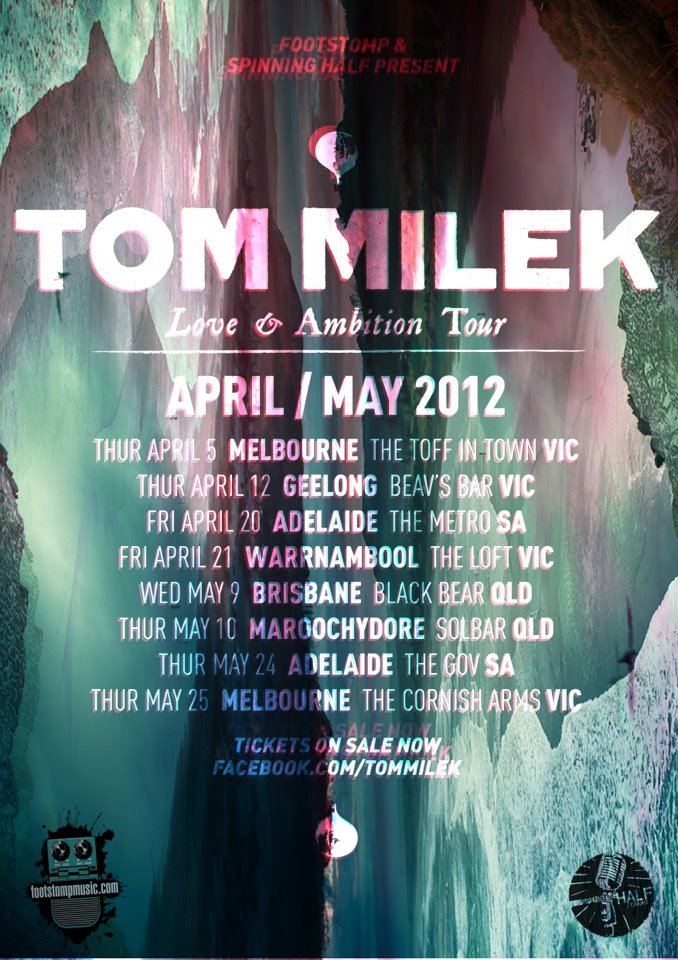 FOOTSTOMP &
SPINNING HALF PRESENT
TOM MILEK
Love & Ambition Tour
APRIL / MAY 2012
THUR APRIL 5 MELBOURNE THE TOFF IN TOWN VIC
THUR APRIL 12 GEELONG BEAV'S BAR VIC
FRI APRIL 20 ADELAIDE THE METRO SA
FRI APRIL 21 WARRNAMBOOL THE LOFT VIC
WED MAY 9 BRISBANE BLACK BEAR QLD
THUR MAY 10 MAROOCHYDORE SOLBAR QLD
THUR MAY 24 ADELAIDE THE GOV SA
THUR MAY 25 MELBOURNE THE CORNISH ARMS VIC
TICKETS ON SALE NOW
FACEBOOK.COM/TOMMILEK
footstompmusic.com
SPINNING HALF